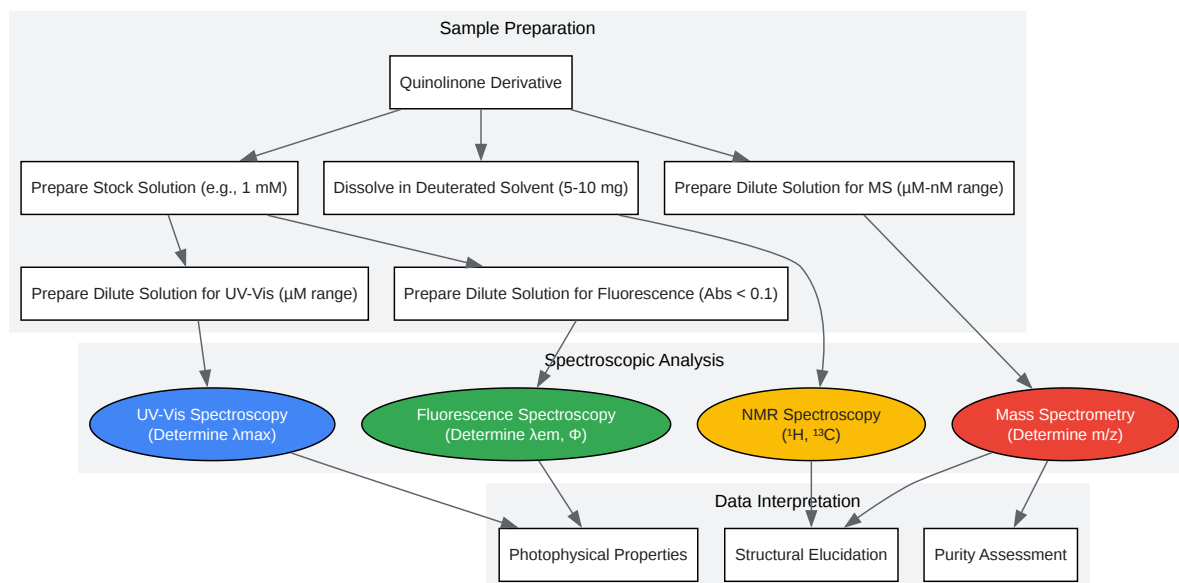 Sample Preparation
Quinolinone Derivative
Prepare Stock Solution (e.g., 1 mM)
Dissolve in Deuterated Solvent (5-10 mg)
Prepare Dilute Solution for MS (µM-nM range)
Prepare Dilute Solution for UV-Vis (µM range)
Prepare Dilute Solution for Fluorescence (Abs < 0.1)
Spectroscopic Analysis
UV-Vis Spectroscopy
(Determine λmax)
Fluorescence Spectroscopy
(Determine λem, Φ)
NMR Spectroscopy
(¹H, ¹³C)
Mass Spectrometry
(Determine m/z)
Data Interpretation
Photophysical Properties
Structural Elucidation
Purity Assessment